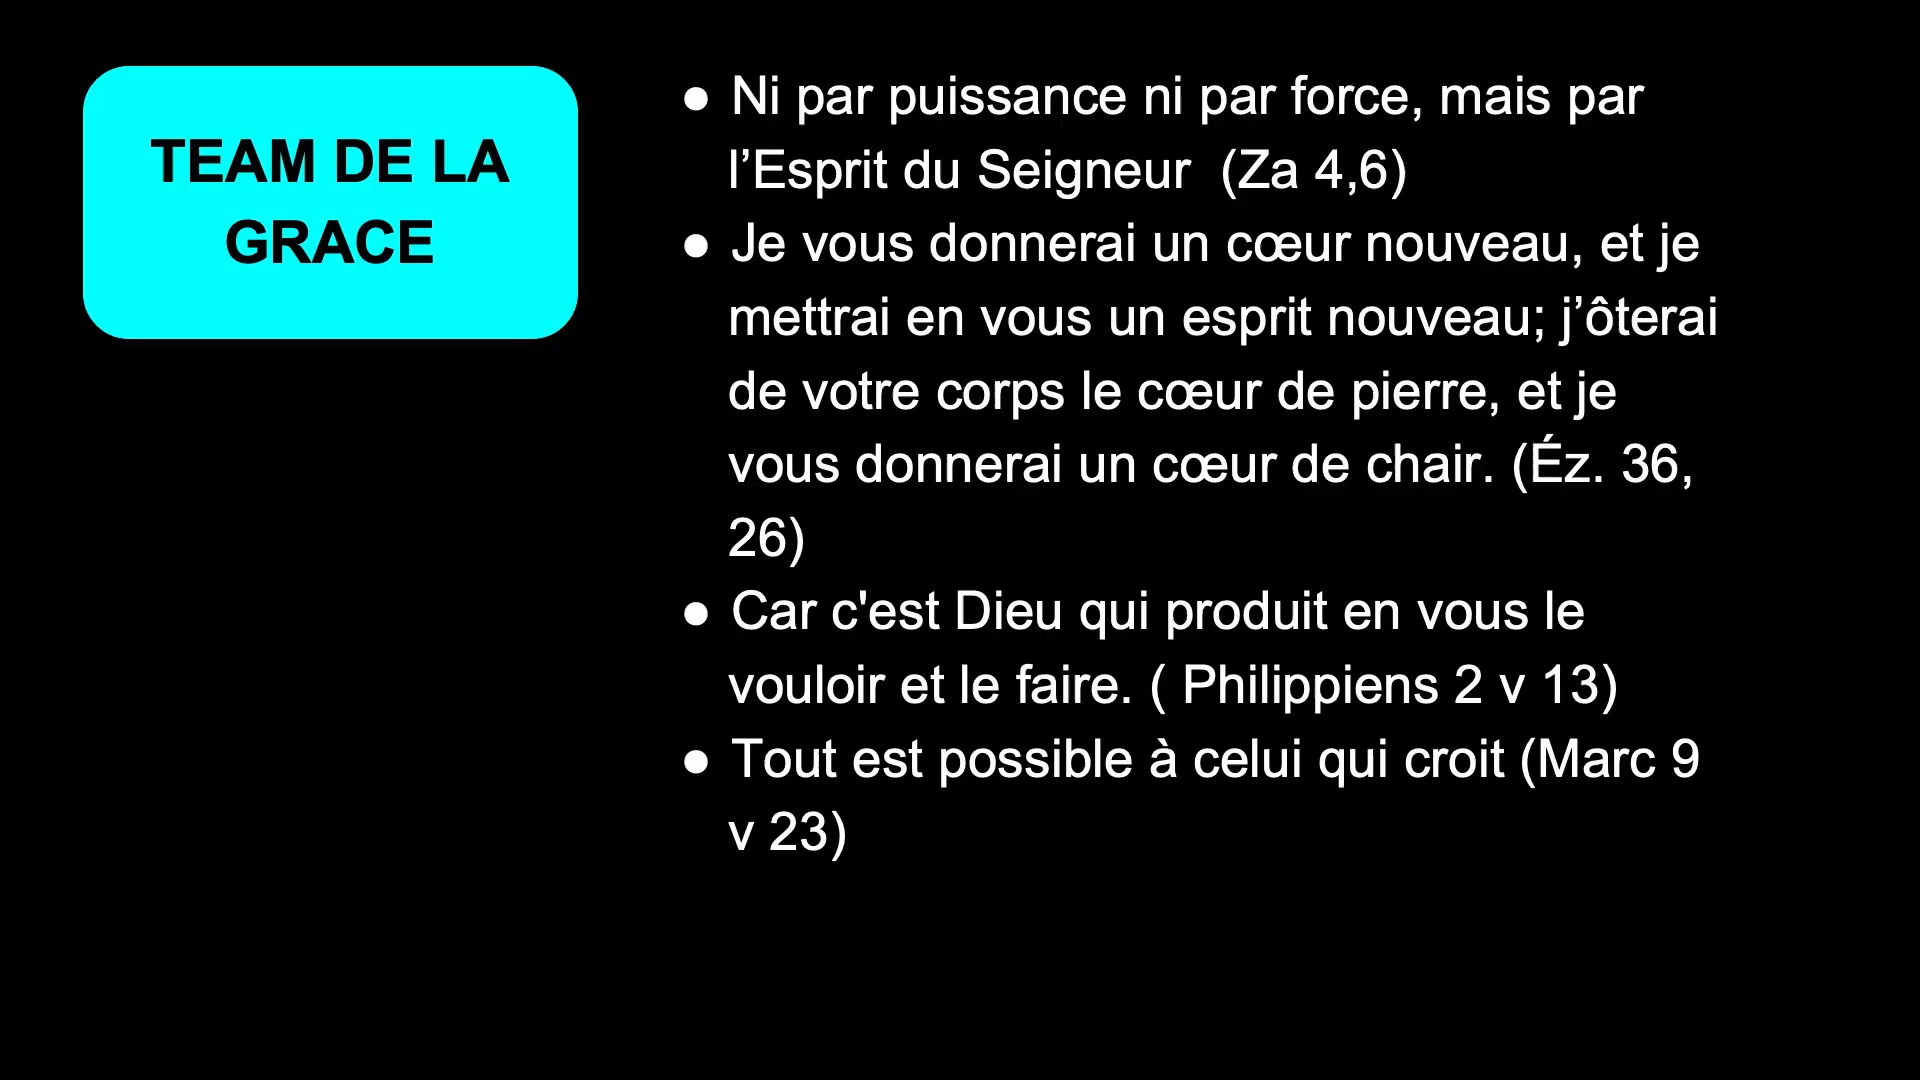 TEAM DE LA
GRACE
● Ni par puissance ni par force, mais par
l’Esprit du Seigneur  (Za 4,6)
● Je vous donnerai un cœur nouveau, et je
mettrai en vous un esprit nouveau; j’ôterai
de votre corps le cœur de pierre, et je
vous donnerai un cœur de chair. (Éz. 36,
26)
● Car c'est Dieu qui produit en vous le
vouloir et le faire. ( Philippiens 2 v 13)
● Tout est possible à celui qui croit (Marc 9
v 23)